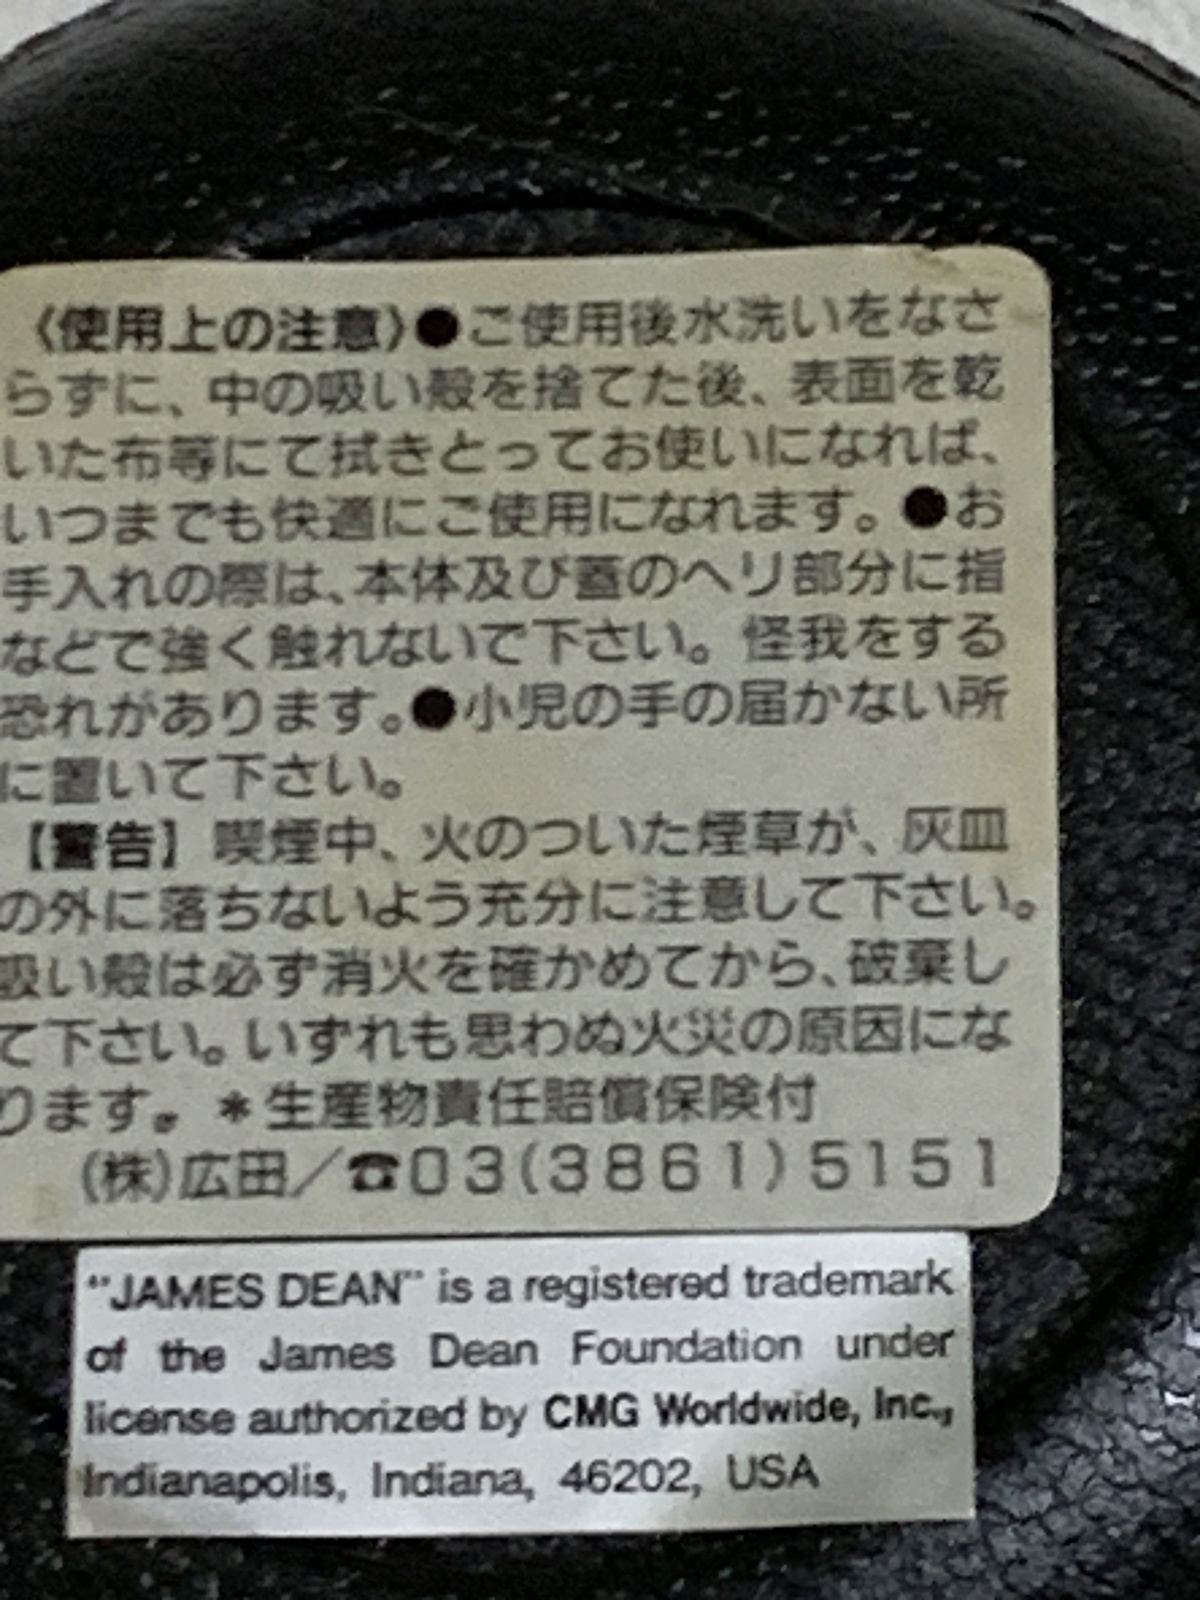 〈使用上の注意〉●ご使用後水洗いをなさ
らずに、中の吸い殻を捨てた後、表面を乾
いた布等にて拭きとってお使いになれば、
いつまでも快適にご使用になれます。●お
手入れの際は、本体及び蓋のヘリ部分に指
などで強く触れないで下さい。怪我をする
恐れがあります。●小児の手の届かない所
に置いて下さい。
【警告】喫煙中、火のついた煙草が、灰皿
の外に落ちないよう充分に注意して下さい。
吸い殻は必ず消火を確かめてから、破棄し
て下さい。いずれも思わぬ火災の原因にな
ります。＊生産物責任賠償保険付
(株)広田／☎03(3861)5151
"JAMES DEAN" is a registered trademark
of the James Dean Foundation under
license authorized by CMG Worldwide, Inc.,
Indianapolis, Indiana, 46202, USA